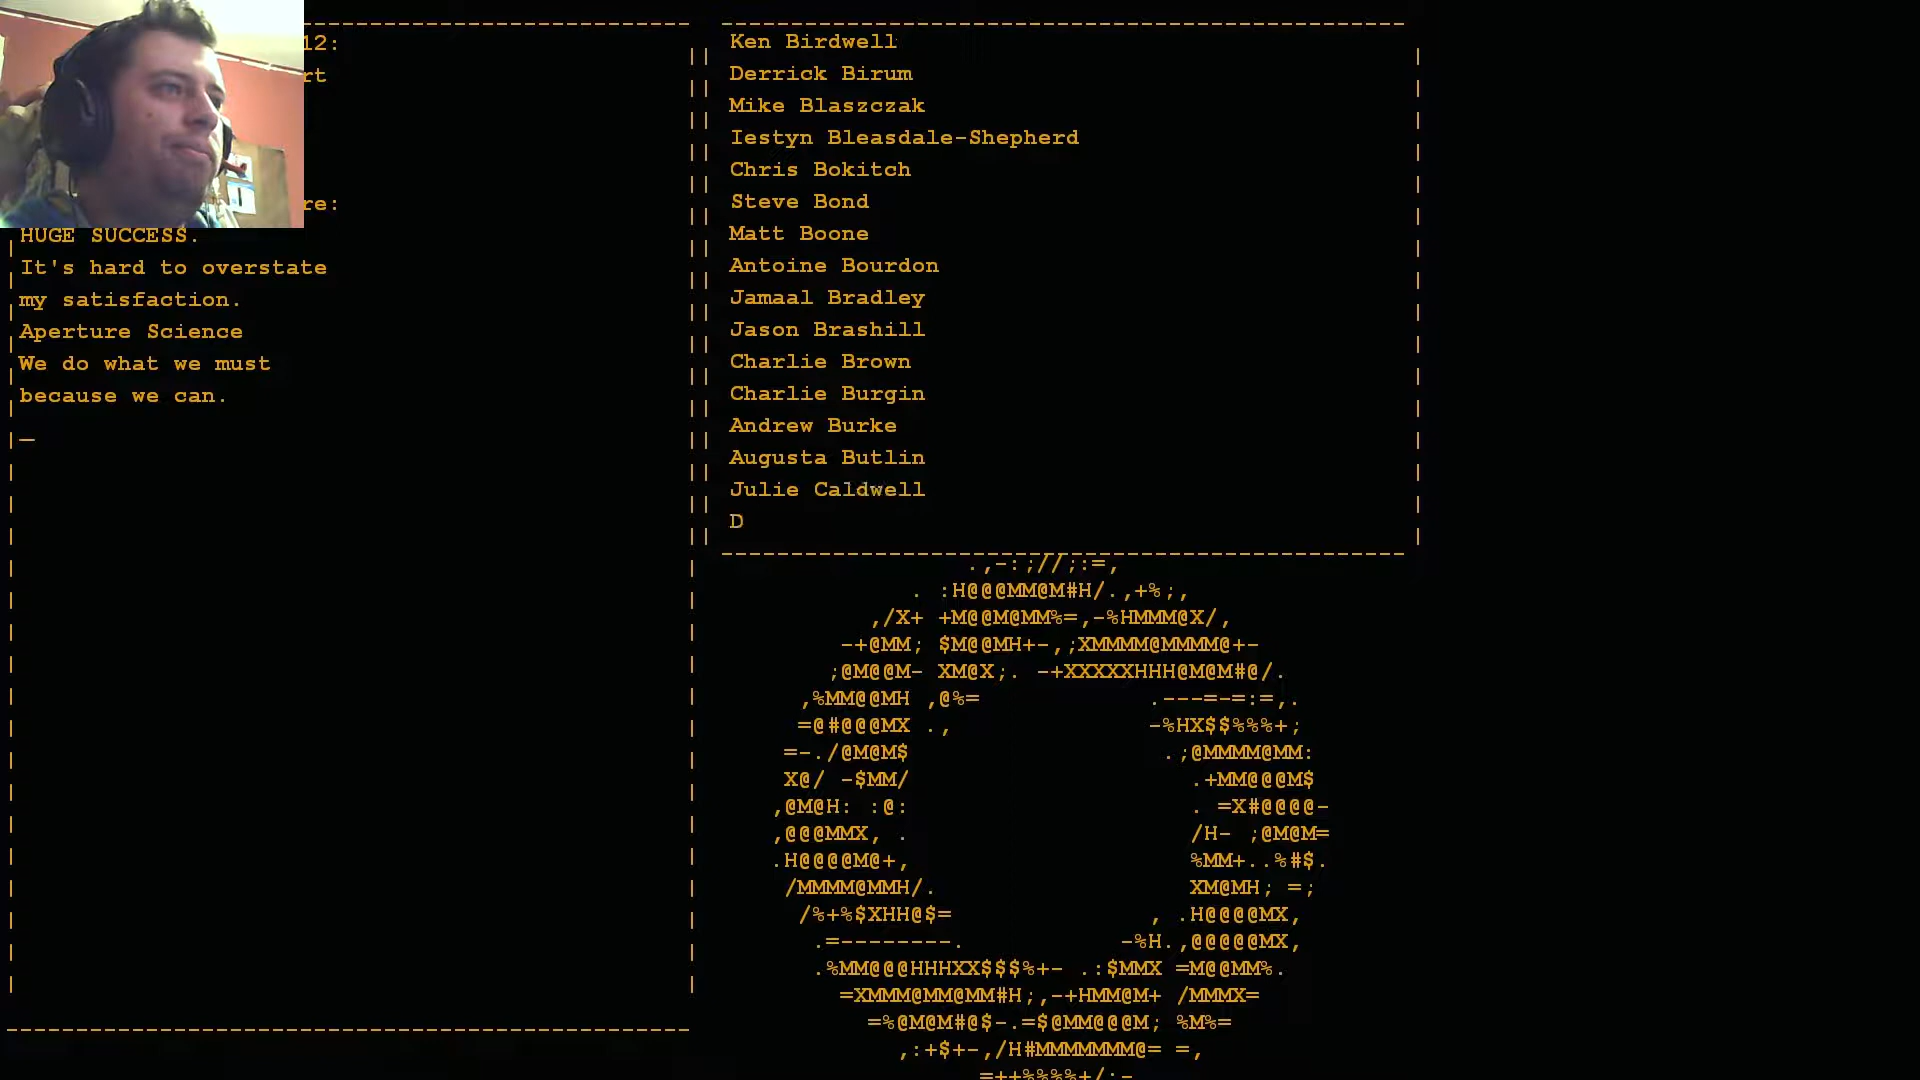 12:
rt
re:
HUGE SUCCESS.
It's hard to overstate
my satisfaction.
Aperture Science
We do what we must
because we can.
Ken Birdwell
Derrick Birum
Mike Blaszczak
Iestyn Bleasdale-Shepherd
Chris Bokitch
Steve Bond
Matt Boone
Antoine Bourdon
Jamaal Bradley
Jason Brashill
Charlie Brown
Charlie Burgin
Andrew Burke
Augusta Butlin
Julie Caldwell
D